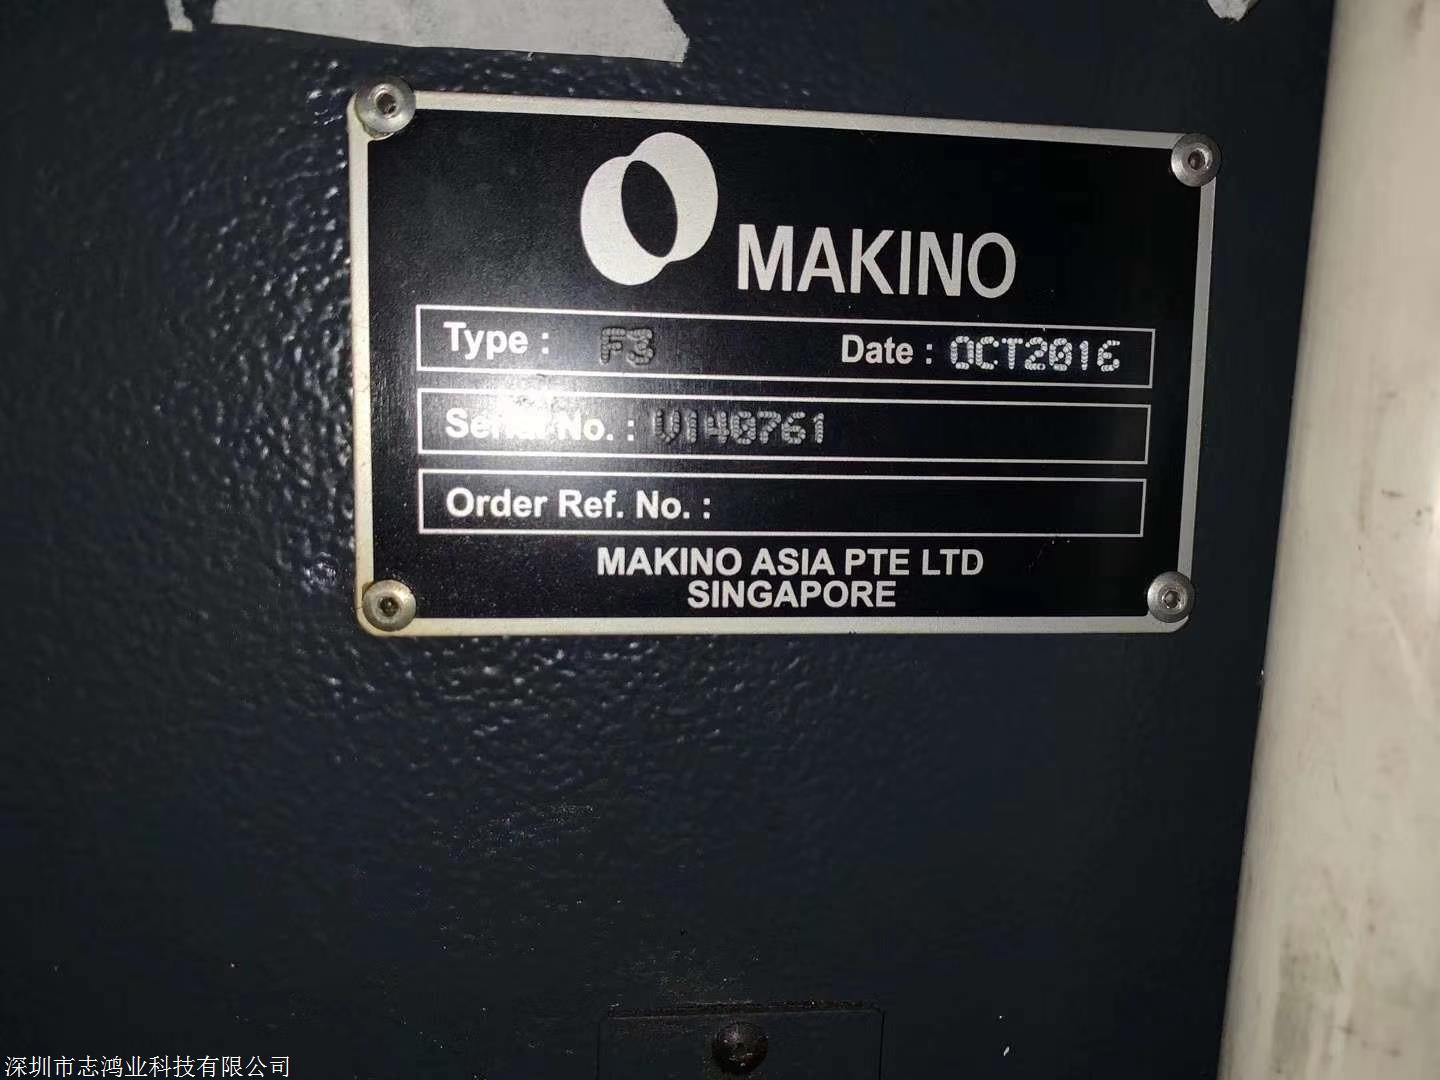 MAKINO
Type : F3 Date : OCT2016
Serial No. : V140761
Order Ref. No. :
MAKINO ASIA PTE LTD
SINGAPORE
深圳市志鸿业科技有限公司